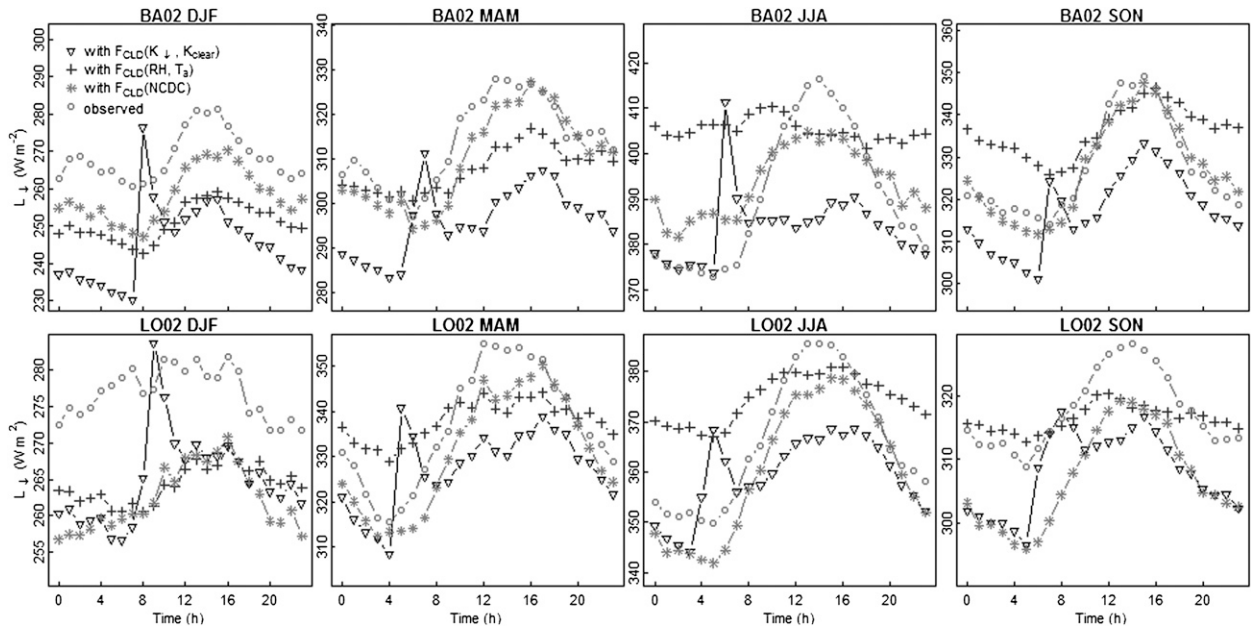 BA02 DJF
BA02 MAM
BA02 JJA
BA02 SON
with F_CLD(K ↓ , K_clear)
with F_CLD(RH, T_a)
with F_CLD(NCDC)
observed
L ↓ (W m⁻²)
300
290
280
270
260
250
240
230
340
330
320
310
300
290
280
420
410
400
390
380
370
360
350
340
330
320
310
300
LO02 DJF
LO02 MAM
LO02 JJA
LO02 SON
L ↓ (W m⁻²)
280
275
270
265
260
255
350
340
330
320
310
380
370
360
350
340
320
310
300
0 4 8 12 16 20
0 4 8 12 16 20
0 4 8 12 16 20
0 4 8 12 16 20
Time (h)
Time (h)
Time (h)
Time (h)